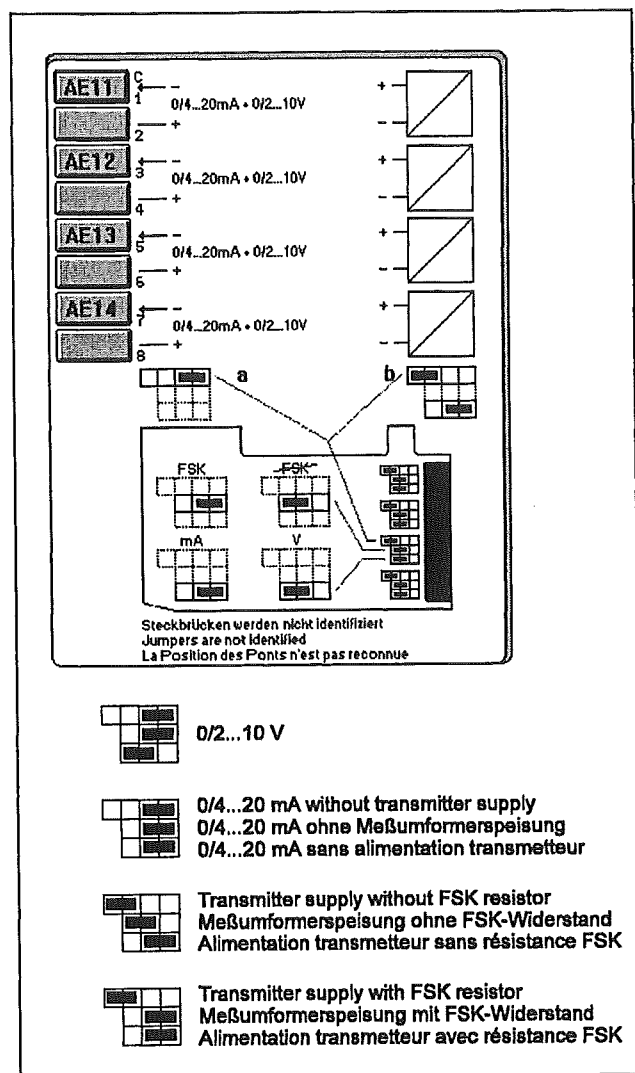 AE11 C ← − + −
1 0/4...20mA • 0/2...10V
2 − + − −
AE12 3 ← − + −
0/4...20mA • 0/2...10V
4 − + − −
AE13 5 ← − + −
0/4...20mA • 0/2...10V
6 − + − −
AE14 7 ← − + −
0/4...20mA • 0/2...10V
8 − + − −
a b
FSK FSK
mA V
Steckbrücken werden nicht identifiziert
Jumpers are not identified
La Position des Ponts n'est pas reconnue
0/2...10 V
0/4...20 mA without transmitter supply
0/4...20 mA ohne Meßumformerspeisung
0/4...20 mA sans alimentation transmetteur
Transmitter supply without FSK resistor
Meßumformerspeisung ohne FSK-Widerstand
Alimentation transmetteur sans résistance FSK
Transmitter supply with FSK resistor
Meßumformerspeisung mit FSK-Widerstand
Alimentation transmetteur avec résistance FSK